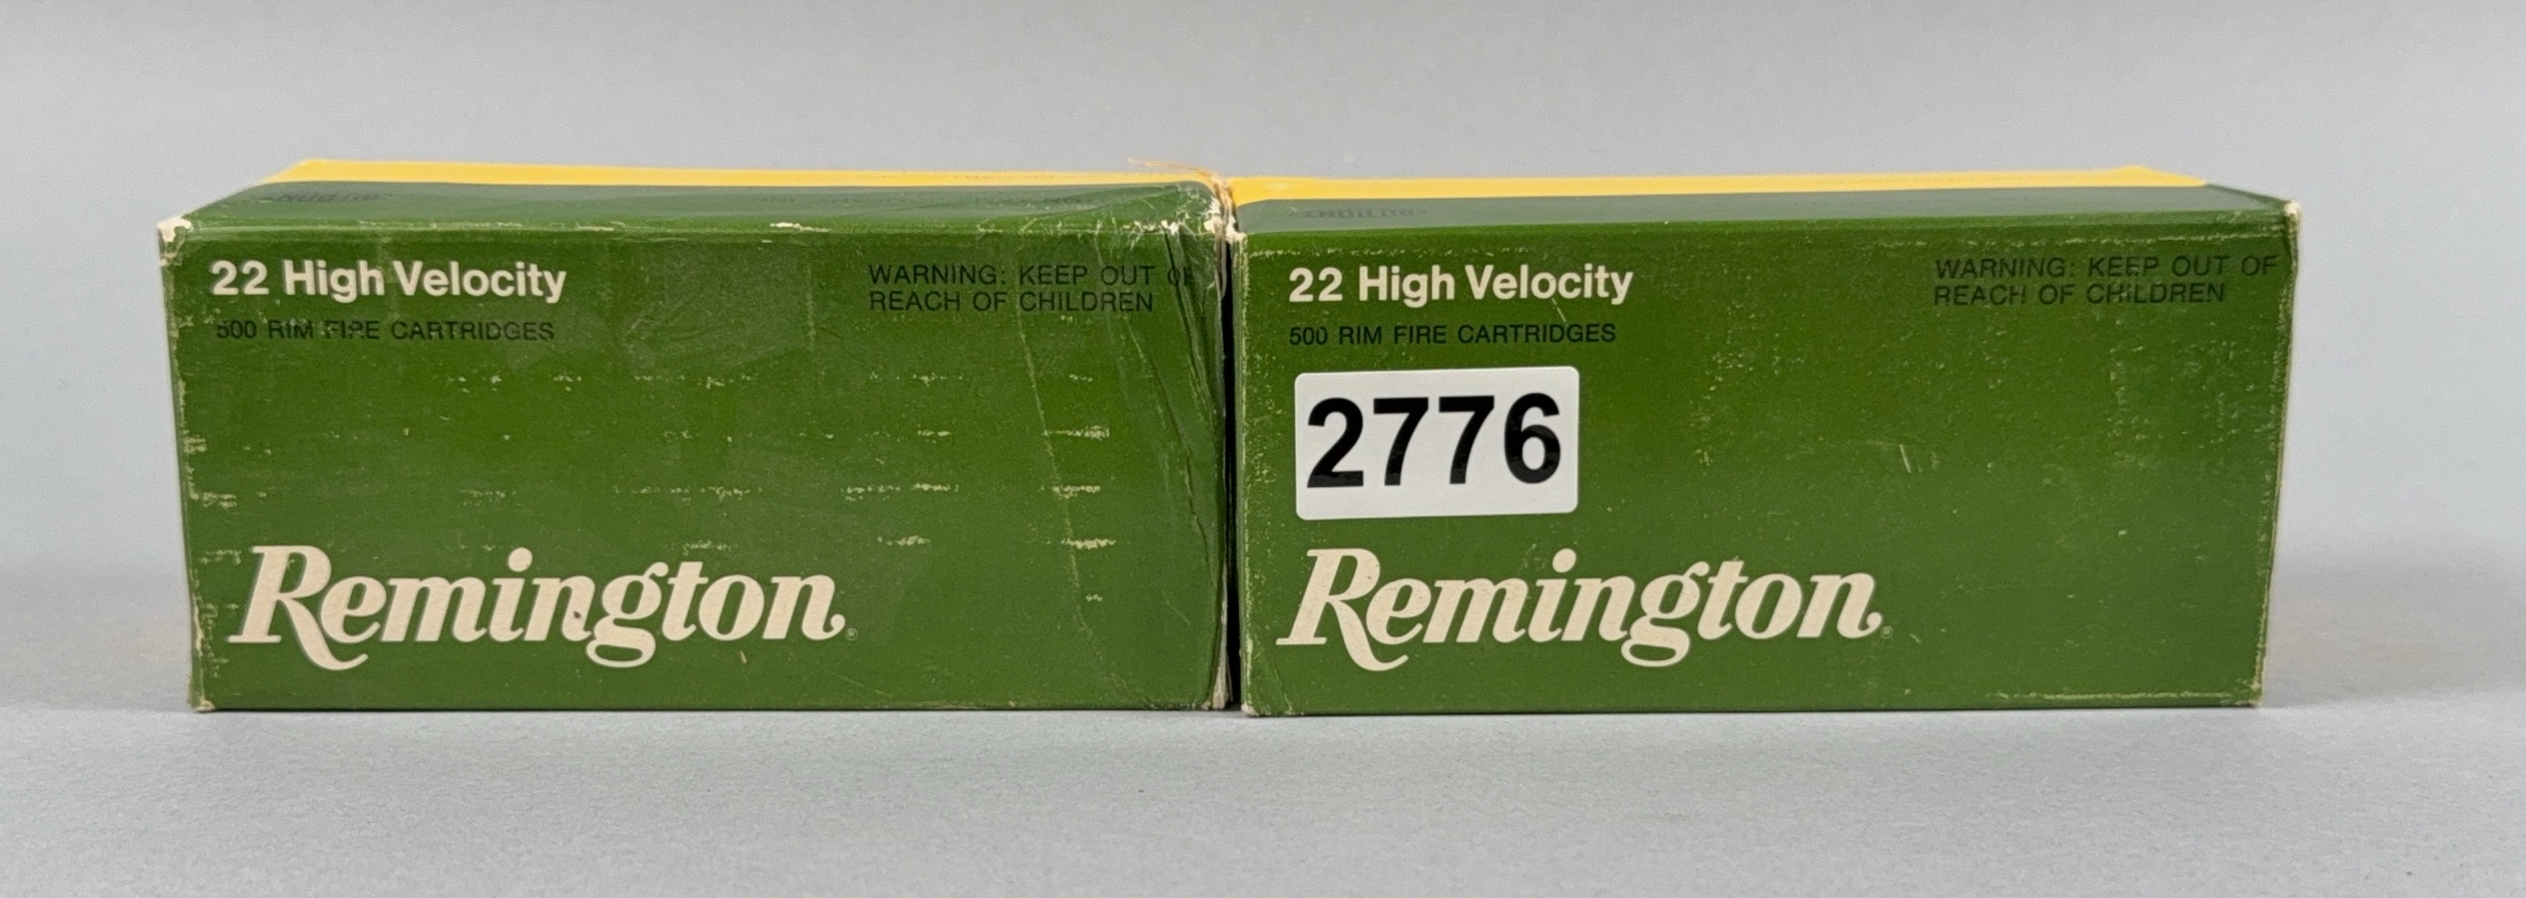 22 High Velocity
500 RIM FIRE CARTRIDGES
WARNING: KEEP OUT OF
REACH OF CHILDREN
Remington®
22 High Velocity
500 RIM FIRE CARTRIDGES
WARNING: KEEP OUT OF
REACH OF CHILDREN
2776
Remington®